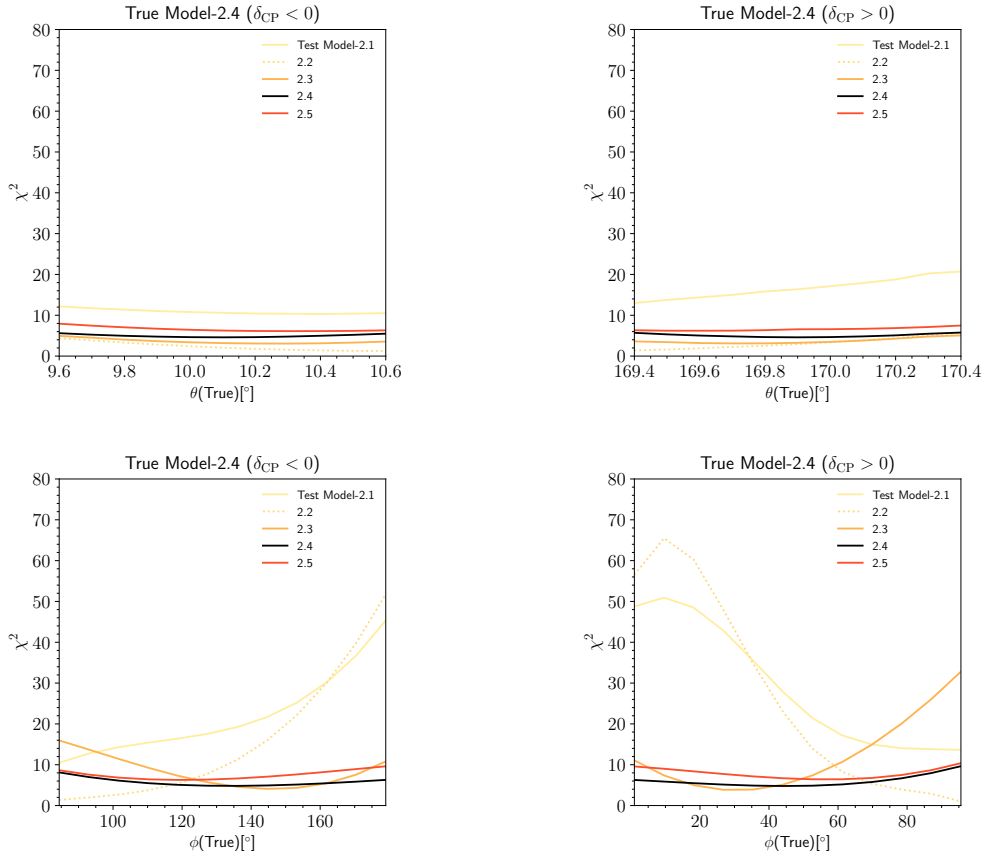 True Model-2.4 (δCP < 0)
80
70
60
50
40
30
20
10
0
χ²
Test Model-2.1
2.2
2.3
2.4
2.5
9.6 9.8 10.0 10.2 10.4 10.6
θ(True)[°]
True Model-2.4 (δCP > 0)
80
70
60
50
40
30
20
10
0
χ²
Test Model-2.1
2.2
2.3
2.4
2.5
169.4 169.6 169.8 170.0 170.2 170.4
θ(True)[°]
True Model-2.4 (δCP < 0)
80
70
60
50
40
30
20
10
0
χ²
Test Model-2.1
2.2
2.3
2.4
2.5
100 120 140 160
ϕ(True)[°]
True Model-2.4 (δCP > 0)
80
70
60
50
40
30
20
10
0
χ²
Test Model-2.1
2.2
2.3
2.4
2.5
20 40 60 80
ϕ(True)[°]